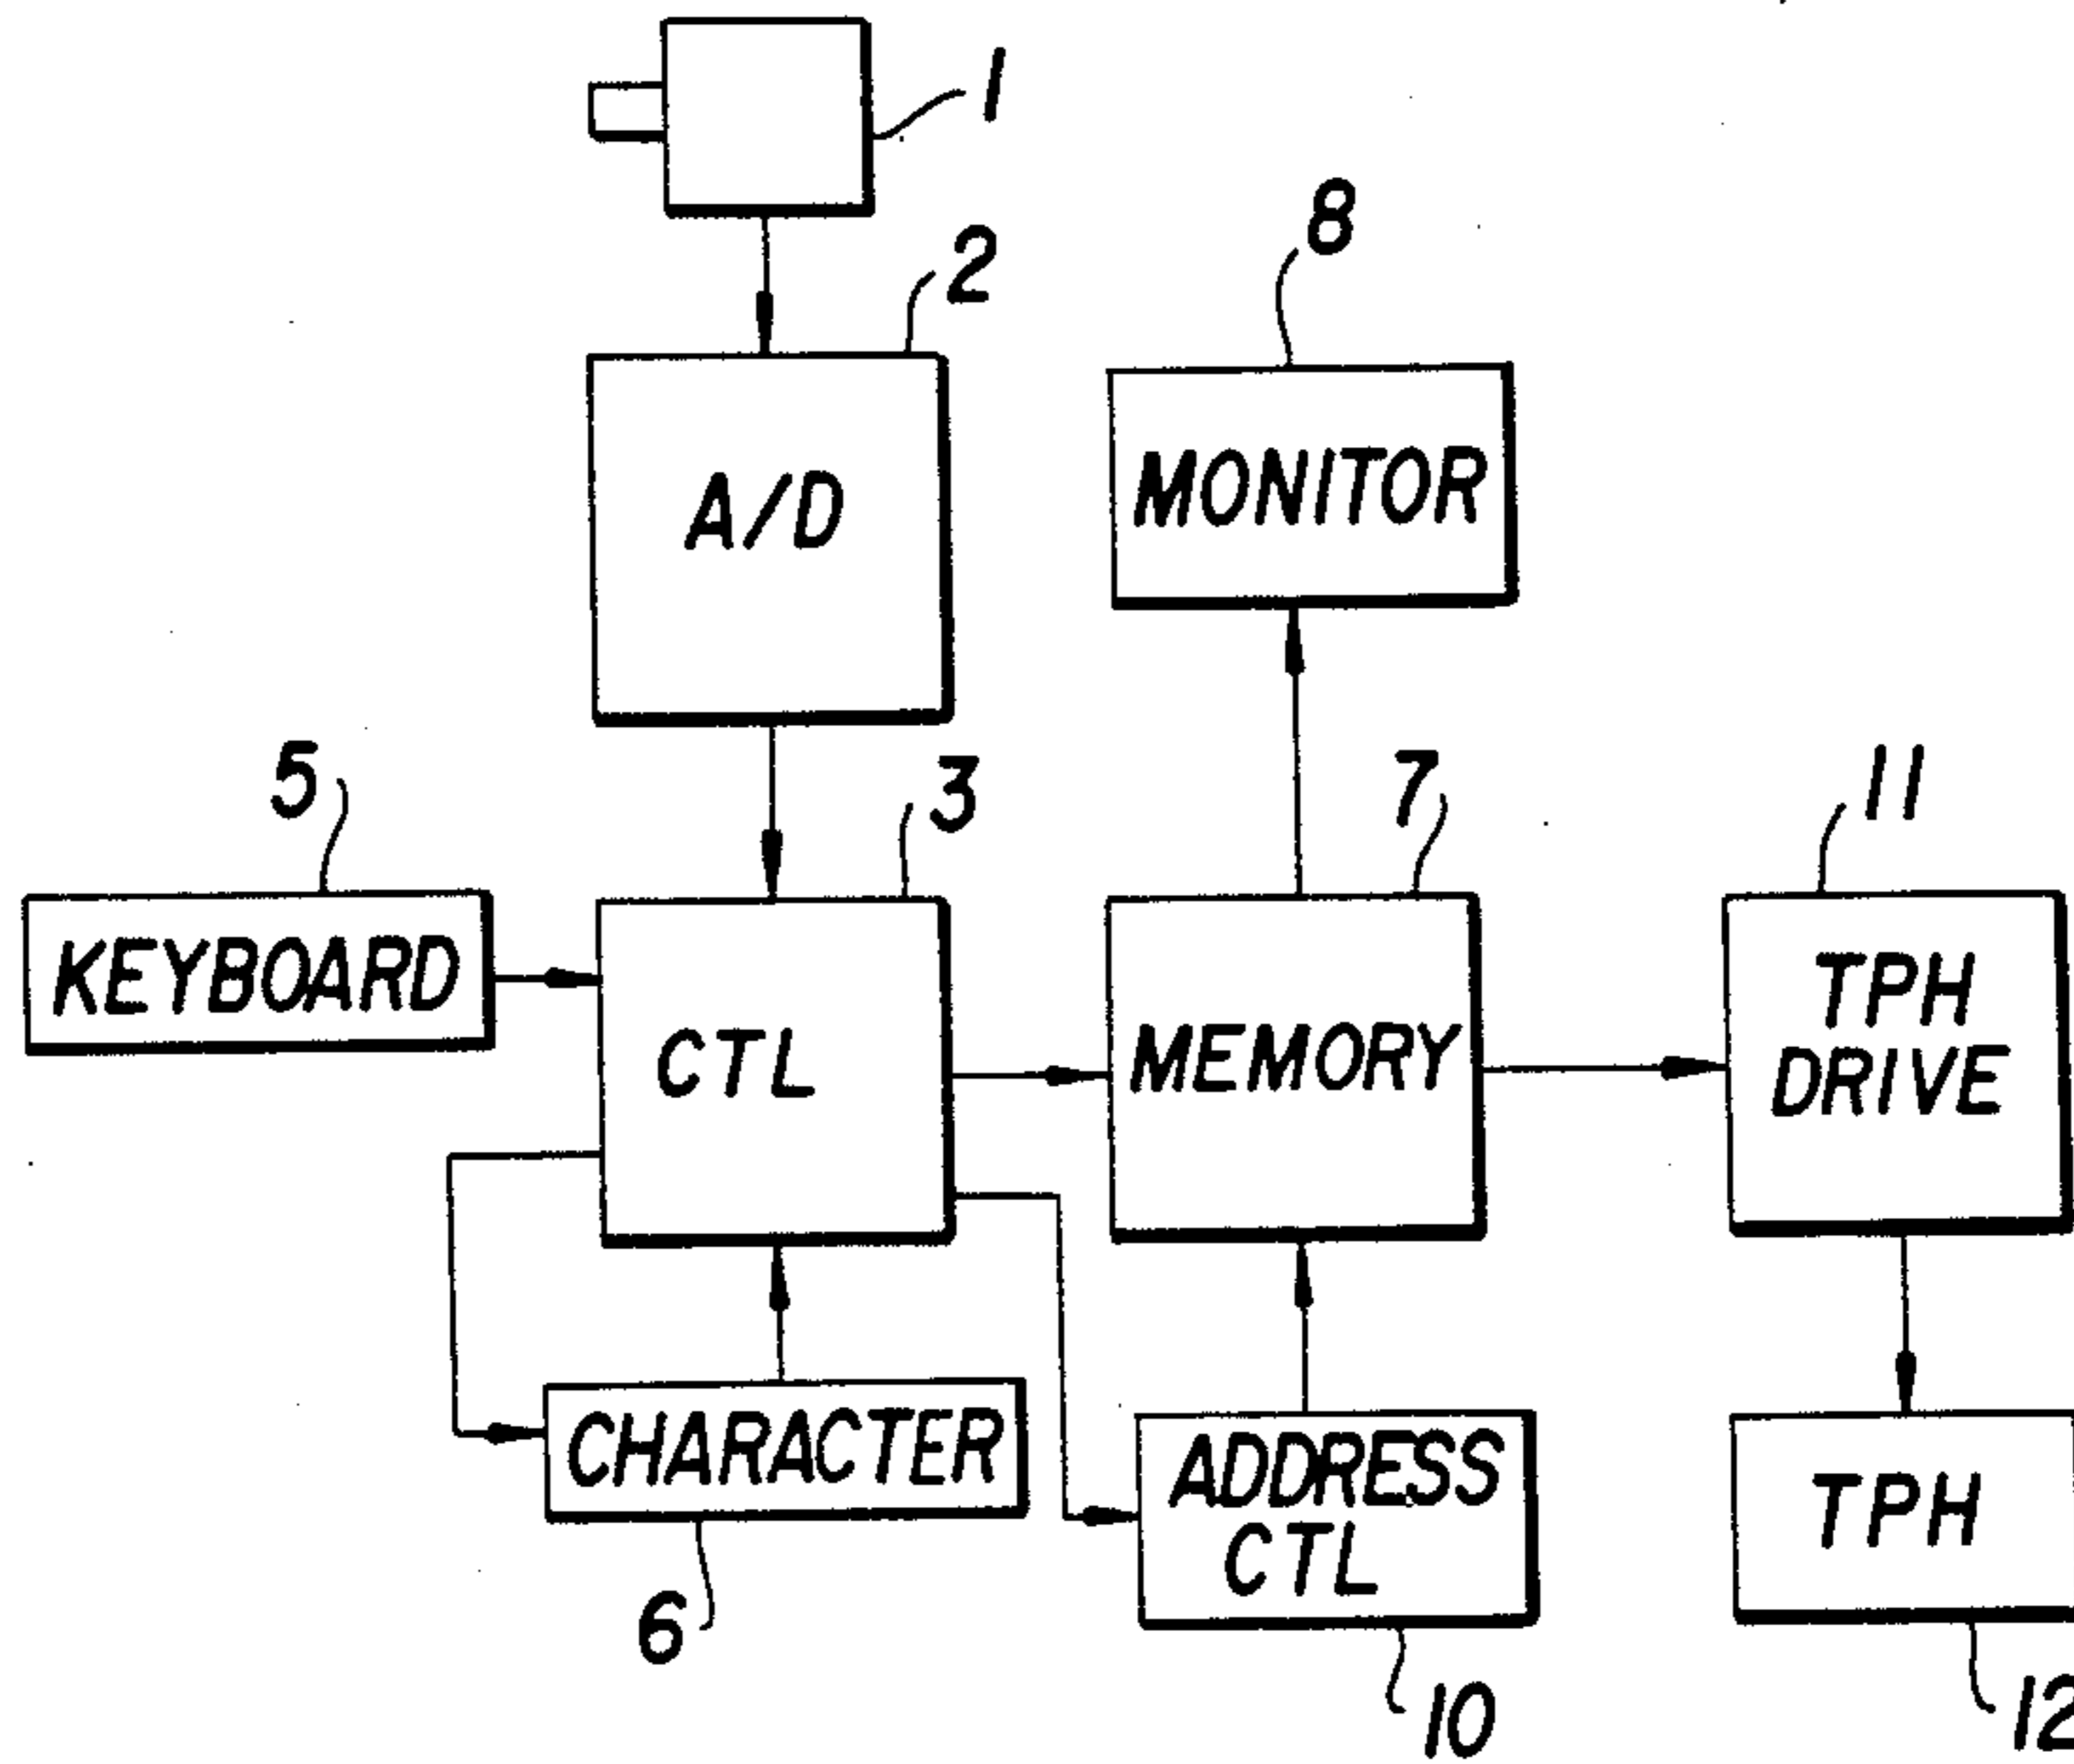 1
2
8
A/D
MONITOR
5
3
7
11
KEYBOARD
CTL
MEMORY
TPH
DRIVE
CHARACTER
ADDRESS
CTL
TPH
6
10
12